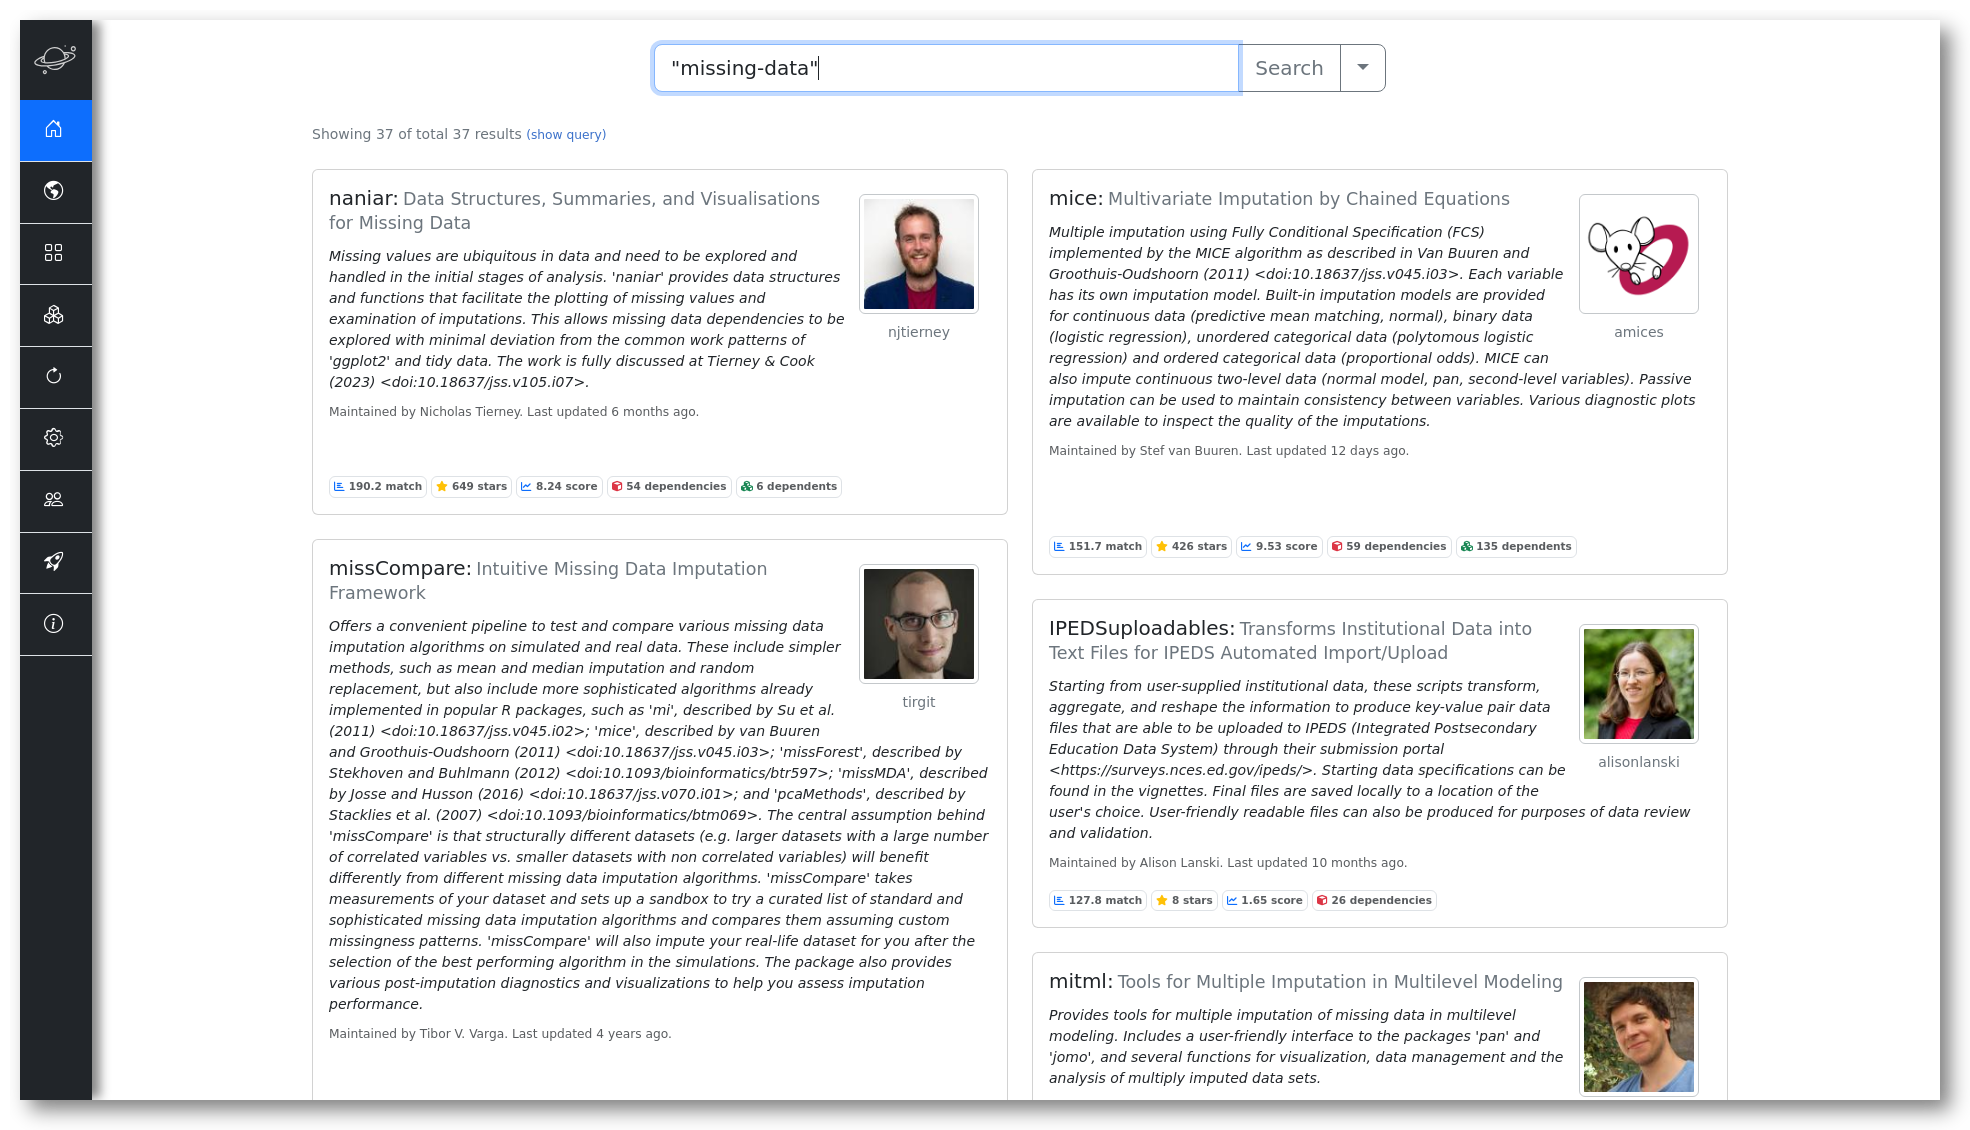 "missing-data"
Search
Showing 37 of total 37 results (show query)
naniar: Data Structures, Summaries, and Visualisations
for Missing Data
Missing values are ubiquitous in data and need to be explored and
handled in the initial stages of analysis. 'naniar' provides data structures
and functions that facilitate the plotting of missing values and
examination of imputations. This allows missing data dependencies to be
explored with minimal deviation from the common work patterns of
'ggplot2' and tidy data. The work is fully discussed at Tierney & Cook
(2023) <doi:10.18637/jss.v105.i07>.
njtierney
Maintained by Nicholas Tierney. Last updated 6 months ago.
190.2 match 649 stars 8.24 score 54 dependencies 6 dependents
missCompare: Intuitive Missing Data Imputation
Framework
Offers a convenient pipeline to test and compare various missing data
imputation algorithms on simulated and real data. These include simpler
methods, such as mean and median imputation and random
replacement, but also include more sophisticated algorithms already
implemented in popular R packages, such as 'mi', described by Su et al.
(2011) <doi:10.18637/jss.v045.i02>; 'mice', described by van Buuren
and Groothuis-Oudshoorn (2011) <doi:10.18637/jss.v045.i03>; 'missForest', described by
Stekhoven and Buhlmann (2012) <doi:10.1093/bioinformatics/btr597>; 'missMDA', described
by Josse and Husson (2016) <doi:10.18637/jss.v070.i01>; and 'pcaMethods', described by
Stacklies et al. (2007) <doi:10.1093/bioinformatics/btm069>. The central assumption behind
'missCompare' is that structurally different datasets (e.g. larger datasets with a large number
of correlated variables vs. smaller datasets with non correlated variables) will benefit
differently from different missing data imputation algorithms. 'missCompare' takes
measurements of your dataset and sets up a sandbox to try a curated list of standard and
sophisticated missing data imputation algorithms and compares them assuming custom
missingness patterns. 'missCompare' will also impute your real-life dataset for you after the
selection of the best performing algorithm in the simulations. The package also provides
various post-imputation diagnostics and visualizations to help you assess imputation
performance.
tirgit
Maintained by Tibor V. Varga. Last updated 4 years ago.
mice: Multivariate Imputation by Chained Equations
Multiple imputation using Fully Conditional Specification (FCS)
implemented by the MICE algorithm as described in Van Buuren and
Groothuis-Oudshoorn (2011) <doi:10.18637/jss.v045.i03>. Each variable
has its own imputation model. Built-in imputation models are provided
for continuous data (predictive mean matching, normal), binary data
(logistic regression), unordered categorical data (polytomous logistic
regression) and ordered categorical data (proportional odds). MICE can
also impute continuous two-level data (normal model, pan, second-level variables). Passive
imputation can be used to maintain consistency between variables. Various diagnostic plots
are available to inspect the quality of the imputations.
amices
Maintained by Stef van Buuren. Last updated 12 days ago.
151.7 match 426 stars 9.53 score 59 dependencies 135 dependents
IPEDSuploadables: Transforms Institutional Data into
Text Files for IPEDS Automated Import/Upload
Starting from user-supplied institutional data, these scripts transform,
aggregate, and reshape the information to produce key-value pair data
files that are able to be uploaded to IPEDS (Integrated Postsecondary
Education Data System) through their submission portal
<https://surveys.nces.ed.gov/ipeds/>. Starting data specifications can be
found in the vignettes. Final files are saved locally to a location of the
user's choice. User-friendly readable files can also be produced for purposes of data review
and validation.
alisonlanski
Maintained by Alison Lanski. Last updated 10 months ago.
127.8 match 8 stars 1.65 score 26 dependencies
mitml: Tools for Multiple Imputation in Multilevel Modeling
Provides tools for multiple imputation of missing data in multilevel
modeling. Includes a user-friendly interface to the packages 'pan' and
'jomo', and several functions for visualization, data management and the
analysis of multiply imputed data sets.